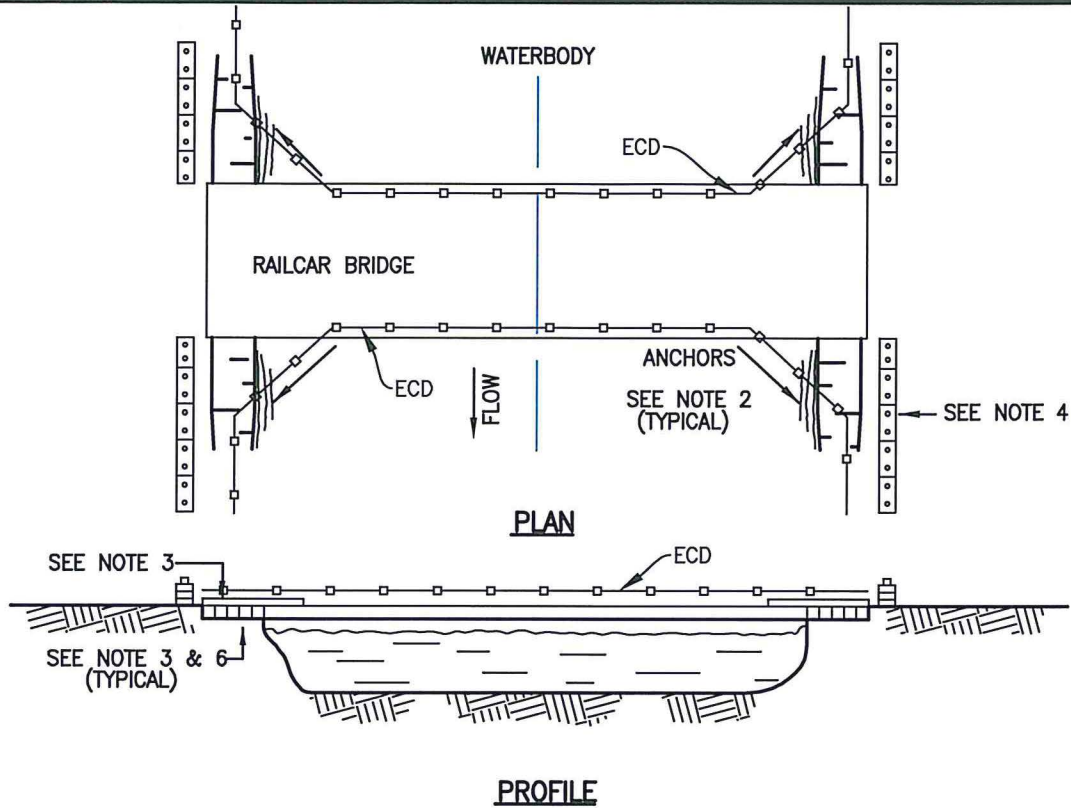 WATERBODY
ECD
RAILCAR BRIDGE
ECD
FLOW
ANCHORS
SEE NOTE 2
(TYPICAL)
SEE NOTE 4
PLAN
SEE NOTE 3
ECD
SEE NOTE 3 & 6
(TYPICAL)
PROFILE